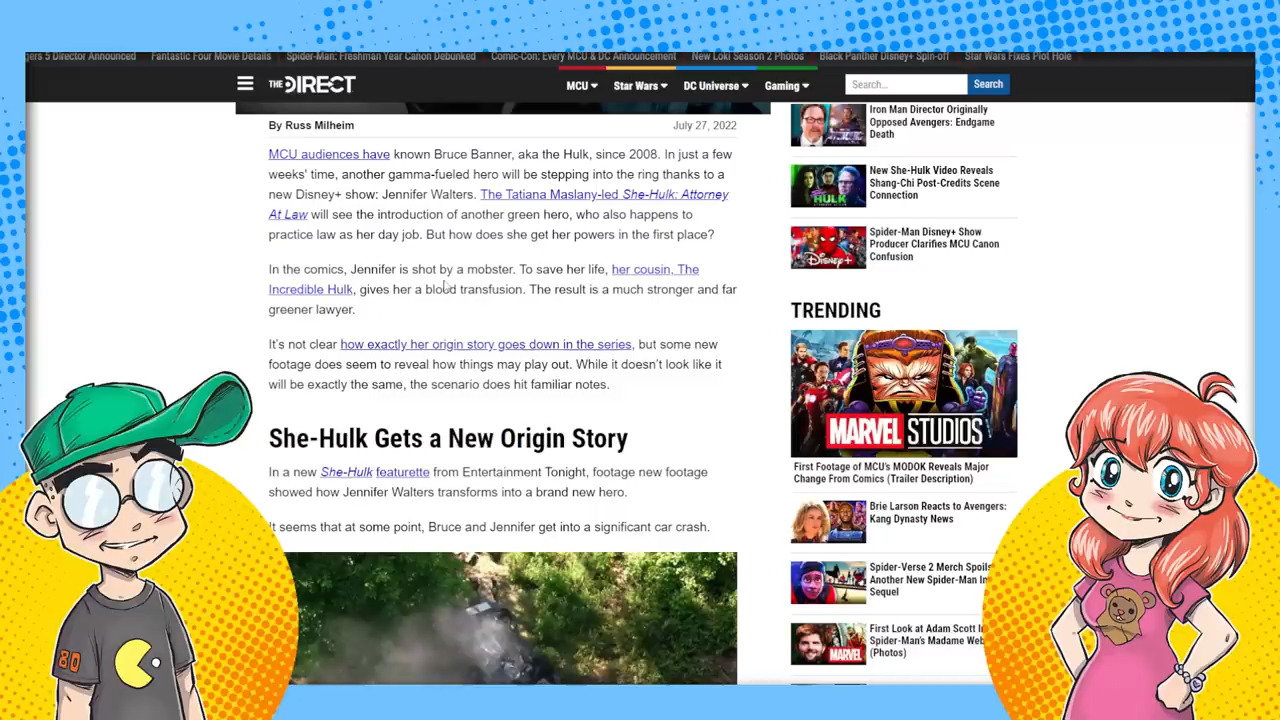 gers 5 Director Announced Fantastic Four Movie Details Spider-Man: Freshman Year Canon Debunked Comic-Con: Every MCU & DC Announcement New Loki Season 2 Photos Black Panther Disney+ Spin-off Star Wars Fixes Plot Hole
THE DIRECT MCU Star Wars DC Universe Gaming Search... Search
By Russ Milheim July 27, 2022
MCU audiences have known Bruce Banner, aka the Hulk, since 2008. In just a few
weeks' time, another gamma-fueled hero will be stepping into the ring thanks to a
new Disney+ show: Jennifer Walters. The Tatiana Maslany-led She-Hulk: Attorney
At Law will see the introduction of another green hero, who also happens to
practice law as her day job. But how does she get her powers in the first place?
In the comics, Jennifer is shot by a mobster. To save her life, her cousin, The
Incredible Hulk, gives her a blood transfusion. The result is a much stronger and far
greener lawyer.
It's not clear how exactly her origin story goes down in the series, but some new
footage does seem to reveal how things may play out. While it doesn't look like it
will be exactly the same, the scenario does hit familiar notes.
She-Hulk Gets a New Origin Story
In a new She-Hulk featurette from Entertainment Tonight, footage new footage
showed how Jennifer Walters transforms into a brand new hero.
It seems that at some point, Bruce and Jennifer get into a significant car crash.
Iron Man Director Originally
Opposed Avengers: Endgame
Death
HULK
New She-Hulk Video Reveals
Shang-Chi Post-Credits Scene
Connection
Disney+
Spider-Man Disney+ Show
Producer Clarifies MCU Canon
Confusion
TRENDING
MARVEL STUDIOS
First Footage of MCU's MODOK Reveals Major
Change From Comics (Trailer Description)
Brie Larson Reacts to Avengers:
Kang Dynasty News
Spider-Verse 2 Merch Spoils
Another New Spider-Man In
Sequel
MARVEL
First Look at Adam Scott In
Spider-Man's Madame Web
(Photos)
80